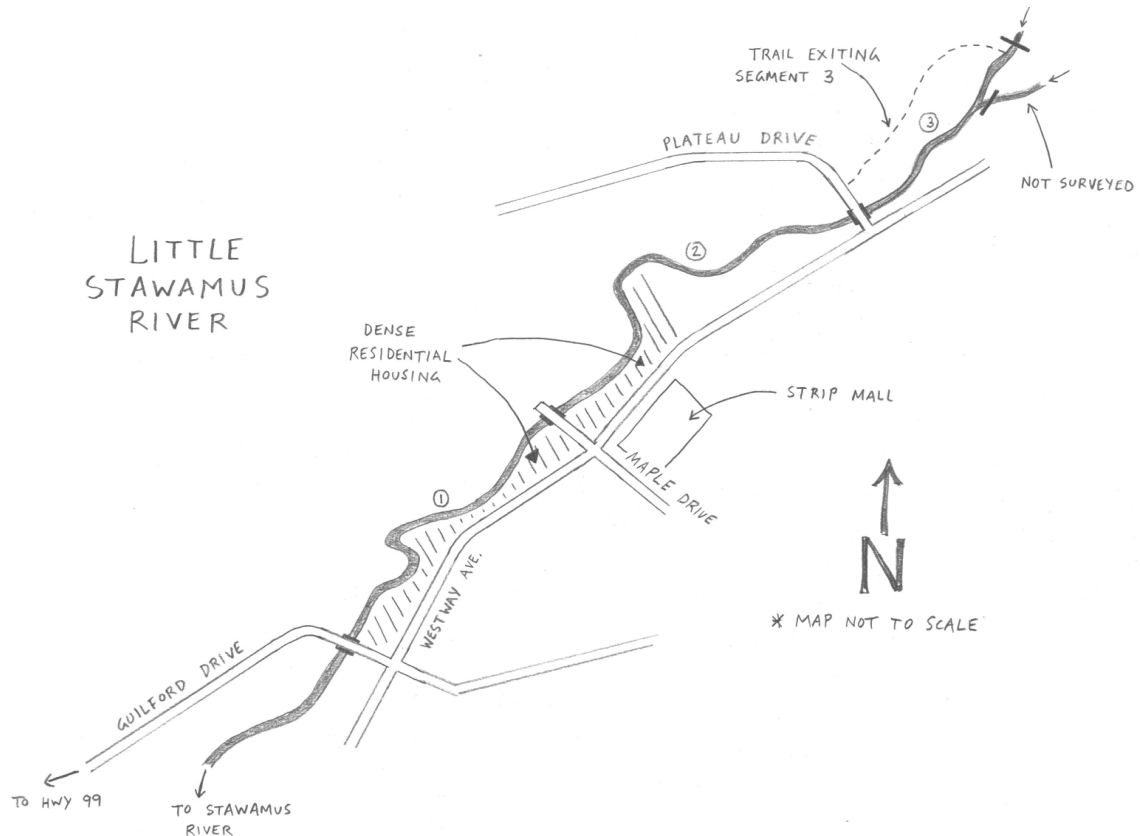 TRAIL EXITING
SEGMENT 3
③
PLATEAU DRIVE
NOT SURVEYED
LITTLE
STAWAMUS
RIVER
②
DENSE
RESIDENTIAL
HOUSING
STRIP MALL
MAPLE DRIVE
①
WESTWAY AVE.
N
* MAP NOT TO SCALE
GUILFORD DRIVE
TO HWY 99
TO STAWAMUS
RIVER